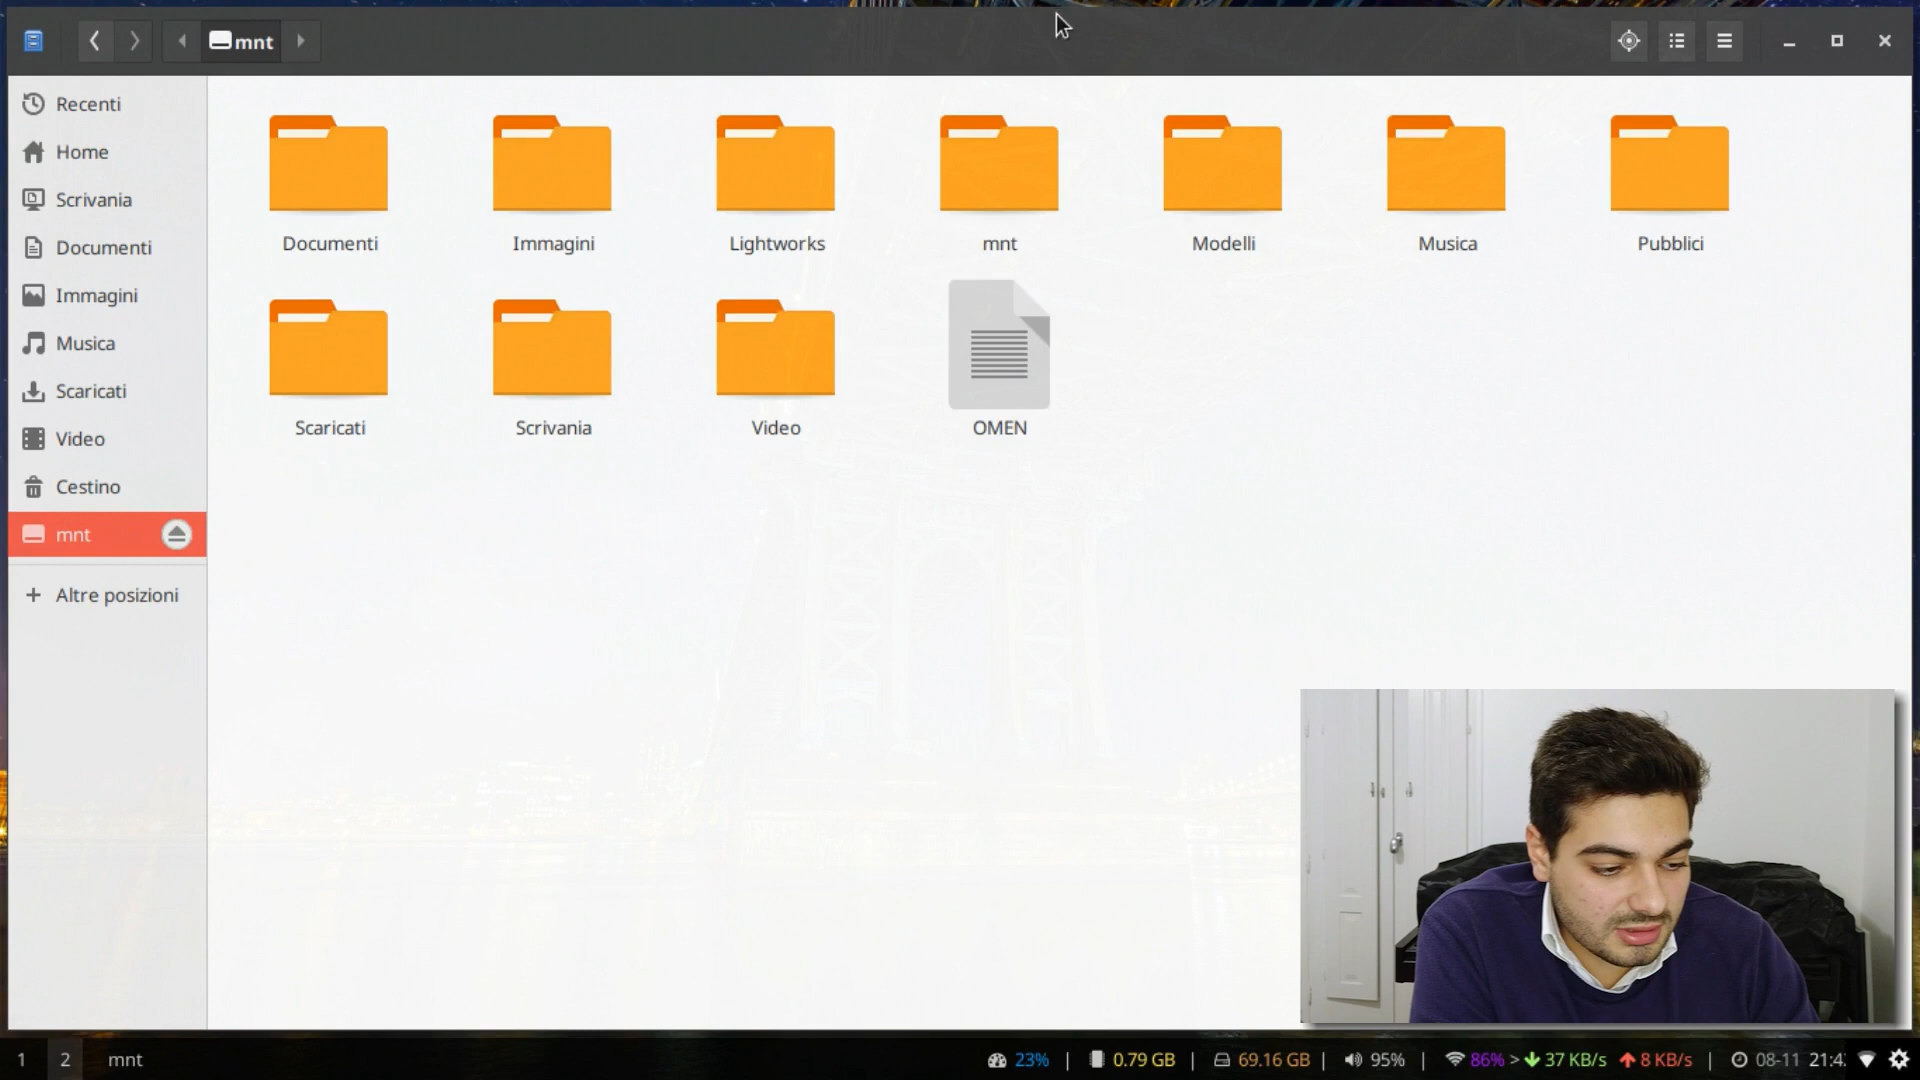 mnt
Recenti
Home
Scrivania
Documenti
Immagini
Musica
Scaricati
Video
Cestino
mnt
Altre posizioni
Documenti
Immagini
Lightworks
mnt
Modelli
Musica
Pubblici
Scaricati
Scrivania
Video
OMEN
1 2 mnt 23% | 0.79 GB | 69.16 GB | 95% | 86% > 37 KB/s 8 KB/s | 08-11